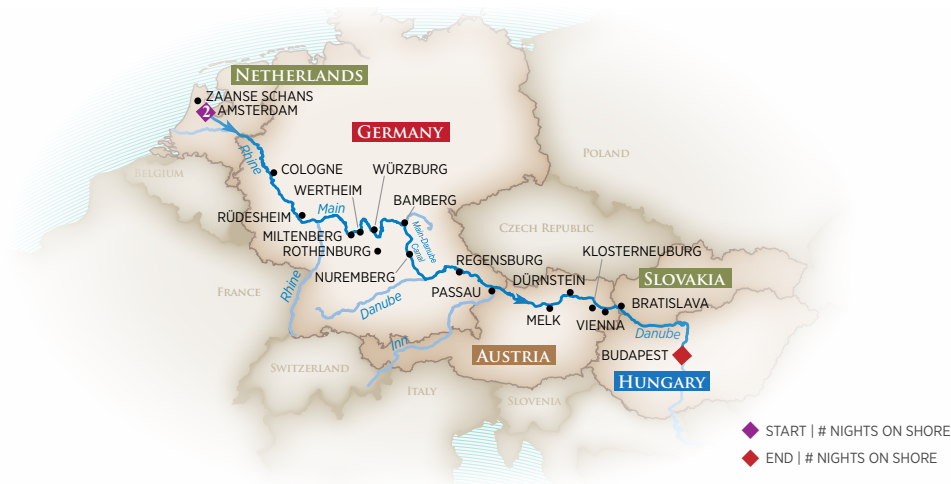 NETHERLANDS
ZAANSE SCHANS
2
AMSTERDAM
GERMANY
POLAND
BELGIUM
Rhine
COLOGNE
WÜRZBURG
WERTHEIM
BAMBERG
RÜDESHEIM
Main
MILTENBERG
ROTHENBURG
Main-Danube
Canal
CZECH REPUBLIC
KLOSTERNEUBURG
NUREMBERG
REGENSBURG
DÜRNSTEIN
SLOVAKIA
FRANCE
Rhine
Danube
PASSAU
BRATISLAVA
MELK
VIENNA
Danube
Inn
AUSTRIA
BUDAPEST
SWITZERLAND
HUNGARY
ITALY
SLOVENIA
START | # NIGHTS ON SHORE
END | # NIGHTS ON SHORE